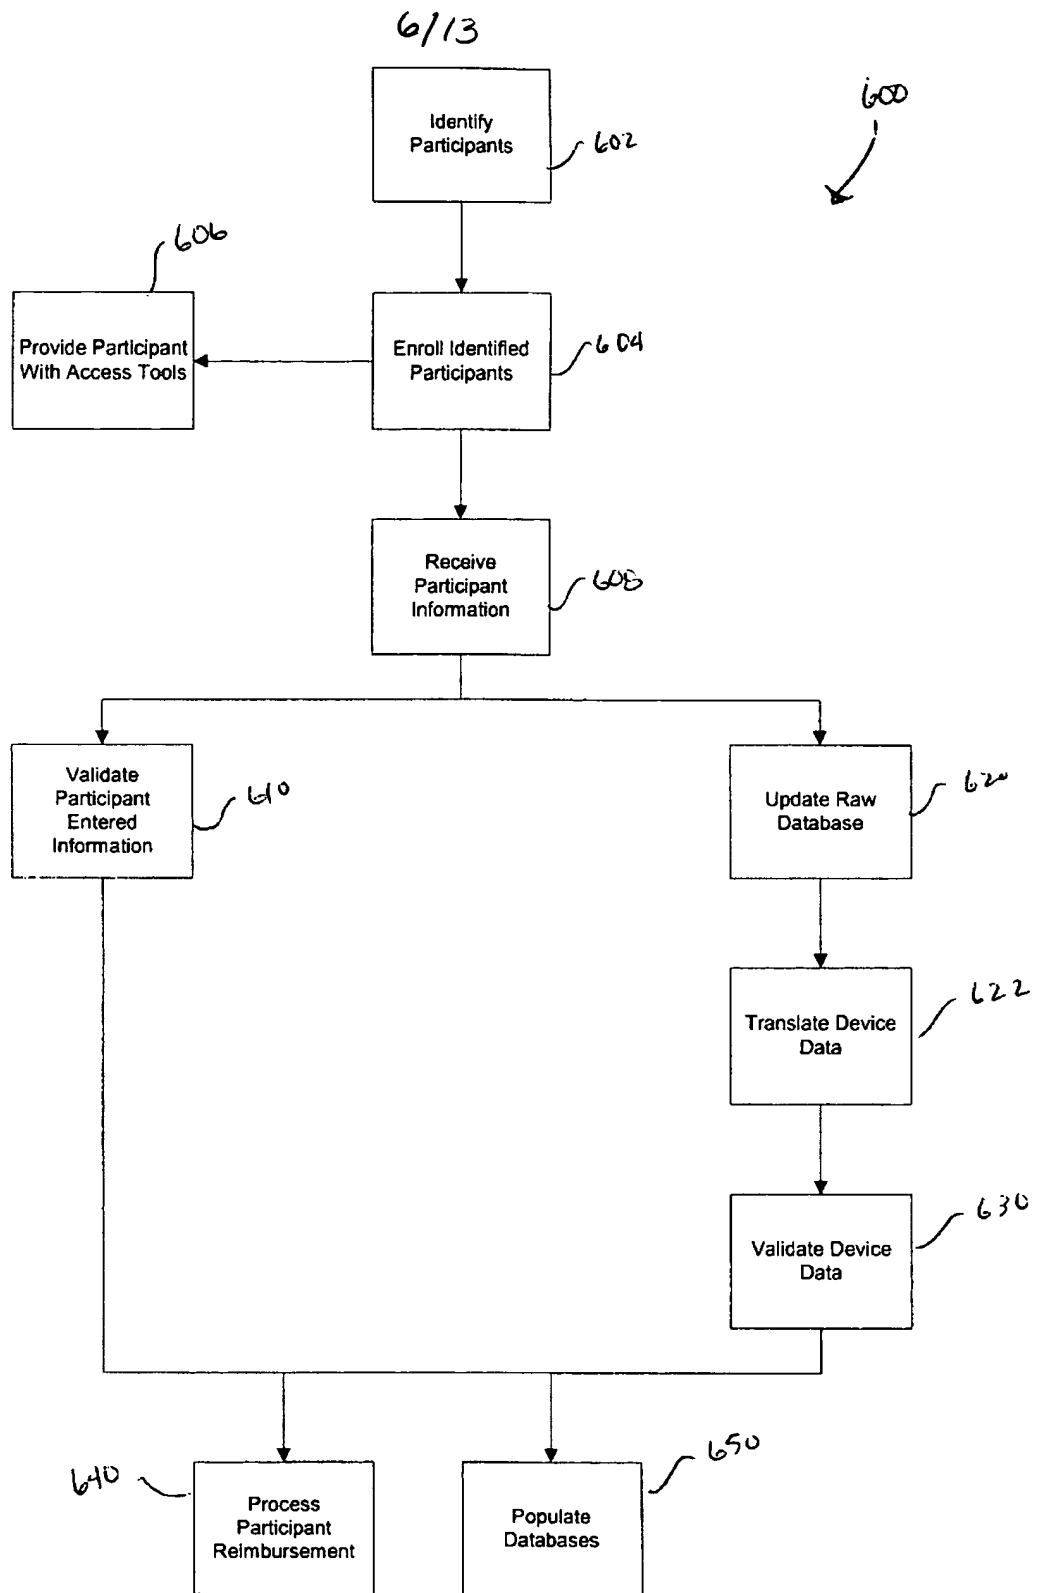 6/13
600
Identify
Participants
602
606
Provide Participant
With Access Tools
Enroll Identified
Participants
604
Receive
Participant
Information
608
Validate
Participant
Entered
Information
610
Update Raw
Database
620
Translate Device
Data
622
Validate Device
Data
630
640
Process
Participant
Reimbursement
650
Populate
Databases